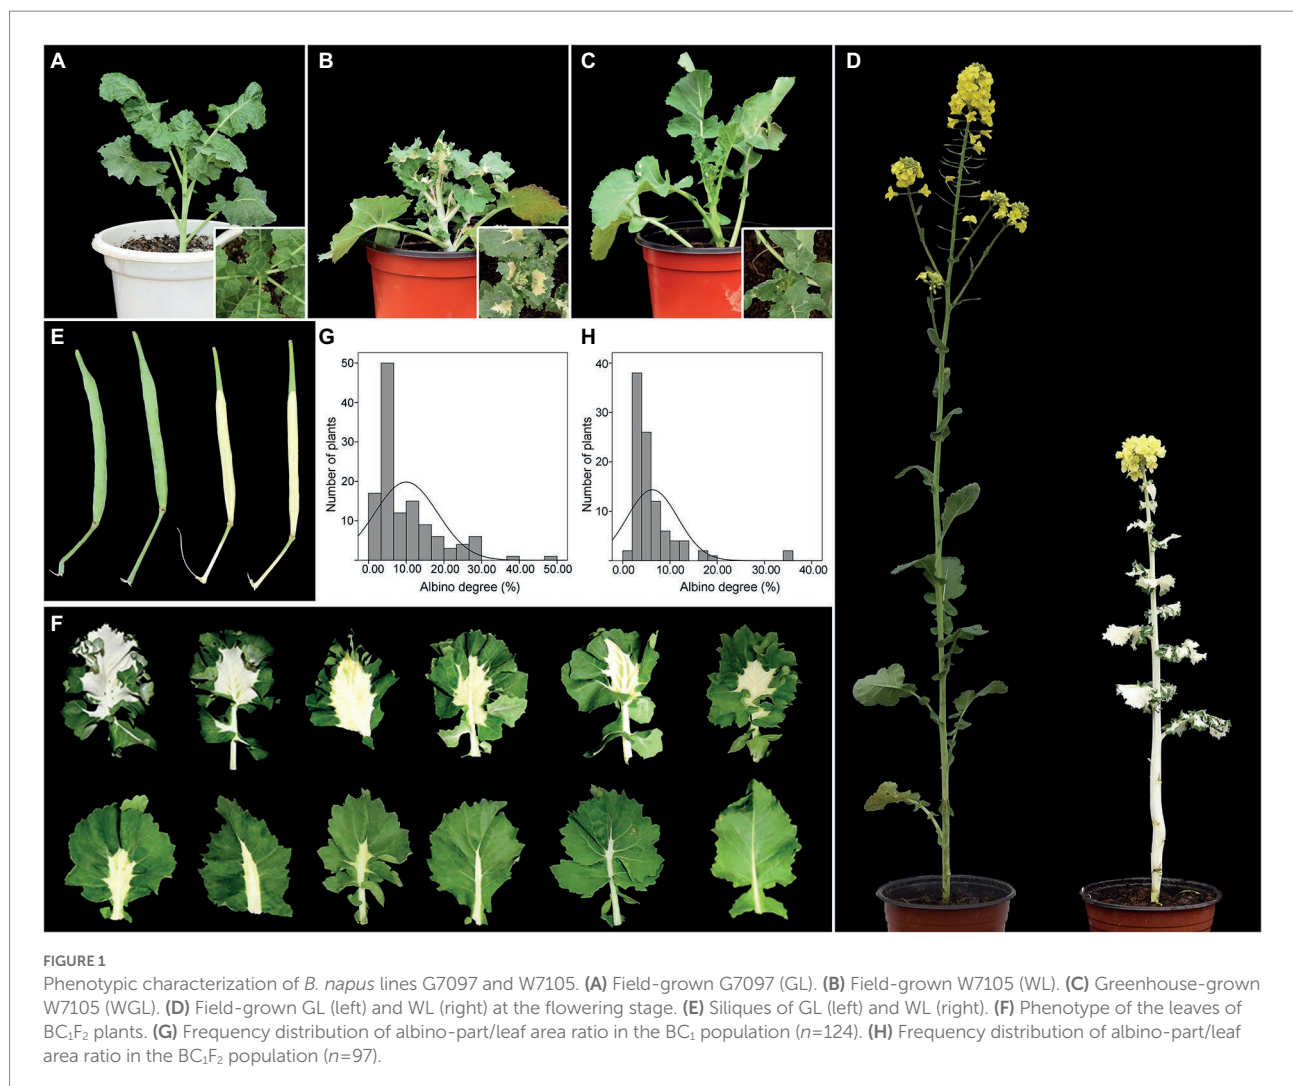 A
B
C
D
E
G
50
40
30
20
10
Number of plants
0.00 10.00 20.00 30.00 40.00 50.00
Albino degree (%)
H
40
40
20
10
Number of plants
0.00 10.00 20.00 30.00 40.00
Albino degree (%)
F
FIGURE 1
Phenotypic characterization of B. napus lines G7097 and W7105. (A) Field-grown G7097 (GL). (B) Field-grown W7105 (WL). (C) Greenhouse-grown
W7105 (WGL). (D) Field-grown GL (left) and WL (right) at the flowering stage. (E) Siliques of GL (left) and WL (right). (F) Phenotype of the leaves of
BC₁F₂ plants. (G) Frequency distribution of albino-part/leaf area ratio in the BC₁ population (n=124). (H) Frequency distribution of albino-part/leaf
area ratio in the BC₁F₂ population (n=97).